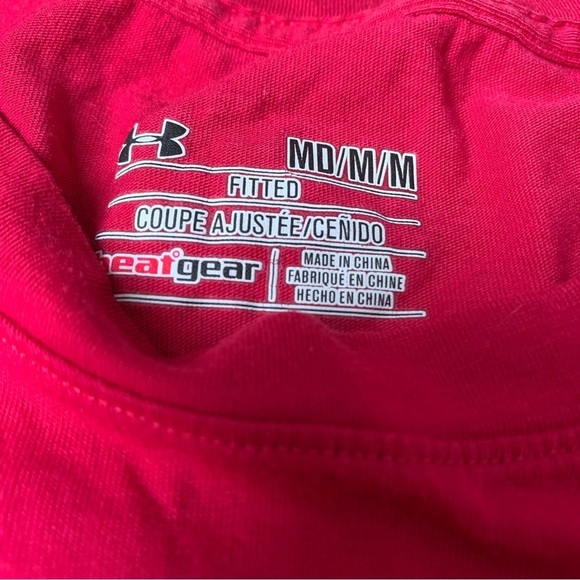 MD/M/M
FITTED
COUPE AJUSTÉE/CEÑIDO
heatgear
MADE IN CHINA
FABRIQUÉ EN CHINE
HECHO EN CHINA